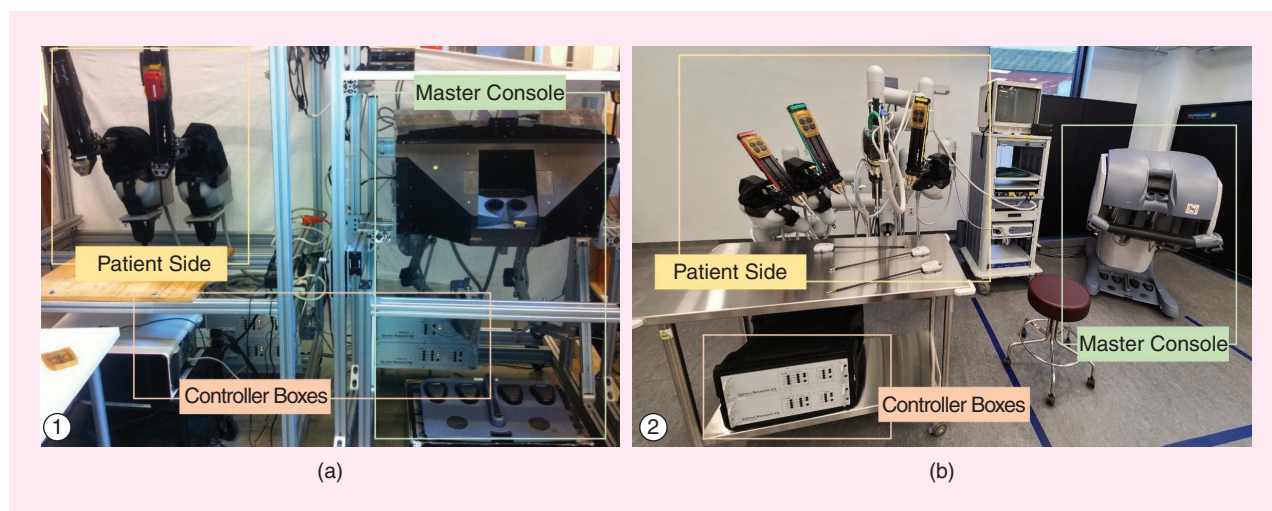 Master Console
Patient Side
Controller Boxes
1
(a)
Patient Side
Master Console
Controller Boxes
2
(b)